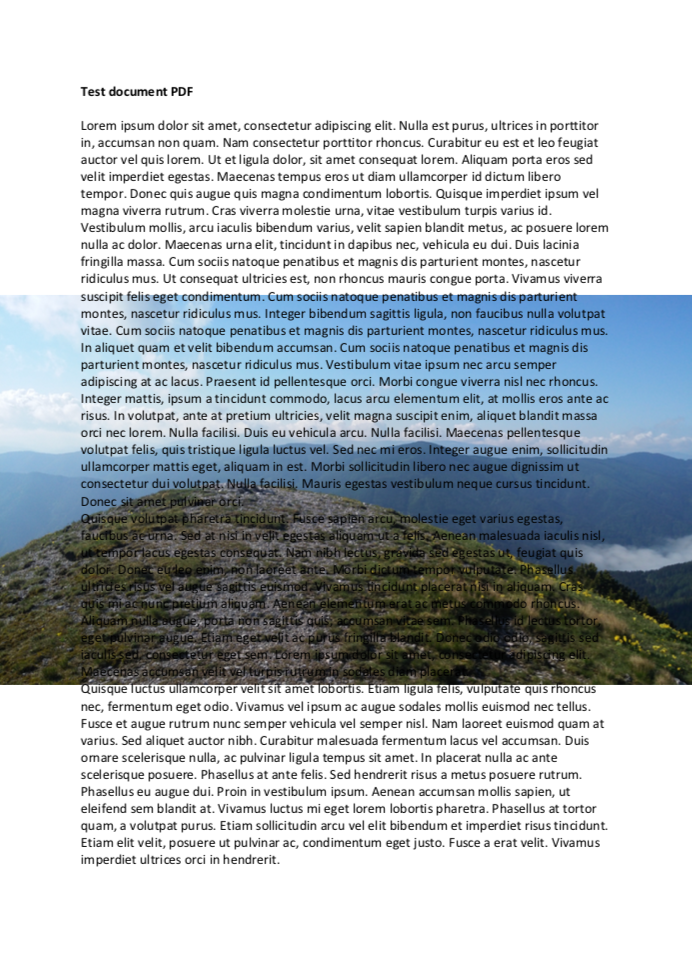 Test document PDF
Lorem ipsum dolor sit amet, consectetur adipiscing elit. Nulla est purus, ultrices in porttitor
in, accumsan non quam. Nam consectetur porttitor rhoncus. Curabitur eu est et leo feugiat
auctor vel quis lorem. Ut et ligula dolor, sit amet consequat lorem. Aliquam porta eros sed
velit imperdiet egestas. Maecenas tempus eros ut diam ullamcorper id dictum libero
tempor. Donec quis augue quis magna condimentum lobortis. Quisque imperdiet ipsum vel
magna viverra rutrum. Cras viverra molestie urna, vitae vestibulum turpis varius id.
Vestibulum mollis, arcu iaculis bibendum varius, velit sapien blandit metus, ac posuere lorem
nulla ac dolor. Maecenas urna elit, tincidunt in dapibus nec, vehicula eu dui. Duis lacinia
fringilla massa. Cum sociis natoque penatibus et magnis dis parturient montes, nascetur
ridiculus mus. Ut consequat ultricies est, non rhoncus mauris congue porta. Vivamus viverra
suscipit felis eget condimentum. Cum sociis natoque penatibus et magnis dis parturient
montes, nascetur ridiculus mus. Integer bibendum sagittis ligula, non faucibus nulla volutpat
vitae. Cum sociis natoque penatibus et magnis dis parturient montes, nascetur ridiculus mus.
In aliquet quam et velit bibendum accumsan. Cum sociis natoque penatibus et magnis dis
parturient montes, nascetur ridiculus mus. Vestibulum vitae ipsum nec arcu semper
adipiscing at ac lacus. Praesent id pellentesque orci. Morbi congue viverra nisl nec rhoncus.
Integer mattis, ipsum a tincidunt commodo, lacus arcu elementum elit, at mollis eros ante ac
risus. In volutpat, ante at pretium ultricies, velit magna suscipit enim, aliquet blandit massa
orci nec lorem. Nulla facilisi. Duis eu vehicula arcu. Nulla facilisi. Maecenas pellentesque
volutpat felis, quis tristique ligula luctus vel. Sed nec mi eros. Integer augue enim, sollicitudin
ullamcorper mattis eget, aliquam in est. Morbi sollicitudin libero nec augue dignissim ut
consectetur dui volutpat. Nulla facilisi. Mauris egestas vestibulum neque cursus tincidunt.
Donec sit amet pulvinar orci.
Quisque volutpat pharetra tincidunt. Fusce sapien arcu, molestie eget varius egestas,
faucibus ac urna. Sed at nisi in velit egestas aliquam ut a felis. Aenean malesuada iaculis nisl,
ut tempor lacus egestas consequat. Nam nibh lectus, gravida sed egestas ut, feugiat quis
dolor. Donec eu leo enim, non laoreet ante. Morbi dictum tempor vulputate. Phasellus
ultricies risus vel augue sagittis euismod. Vivamus tincidunt placerat nisi in aliquam. Cras
quis mi ac nunc pretium aliquam. Aenean elementum erat ac metus commodo rhoncus.
Aliquam nulla augue, porta non sagittis quis, accumsan vitae sem. Phasellus id lectus tortor,
eget pulvinar augue. Etiam eget velit ac purus fringilla blandit. Donec odio odio, sagittis sed
iaculis sed, consectetur eget sem. Lorem ipsum dolor sit amet, consectetur adipiscing elit.
Maecenas accumsan velit vel turpis rutrum in sodales diam placerat.
Quisque luctus ullamcorper velit sit amet lobortis. Etiam ligula felis, vulputate quis rhoncus
nec, fermentum eget odio. Vivamus vel ipsum ac augue sodales mollis euismod nec tellus.
Fusce et augue rutrum nunc semper vehicula vel semper nisl. Nam laoreet euismod quam at
varius. Sed aliquet auctor nibh. Curabitur malesuada fermentum lacus vel accumsan. Duis
ornare scelerisque nulla, ac pulvinar ligula tempus sit amet. In placerat nulla ac ante
scelerisque posuere. Phasellus at ante felis. Sed hendrerit risus a metus posuere rutrum.
Phasellus eu augue dui. Proin in vestibulum ipsum. Aenean accumsan mollis sapien, ut
eleifend sem blandit at. Vivamus luctus mi eget lorem lobortis pharetra. Phasellus at tortor
quam, a volutpat purus. Etiam sollicitudin arcu vel elit bibendum et imperdiet risus tincidunt.
Etiam elit velit, posuere ut pulvinar ac, condimentum eget justo. Fusce a erat velit. Vivamus
imperdiet ultrices orci in hendrerit.